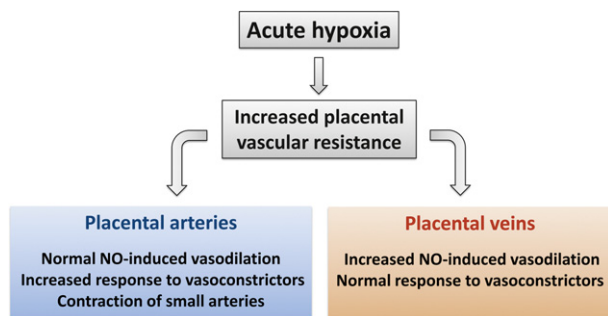 Acute hypoxia
Increased placental
vascular resistance
Placental arteries
Normal NO-induced vasodilation
Increased response to vasoconstrictors
Contraction of small arteries
Placental veins
Increased NO-induced vasodilation
Normal response to vasoconstrictors